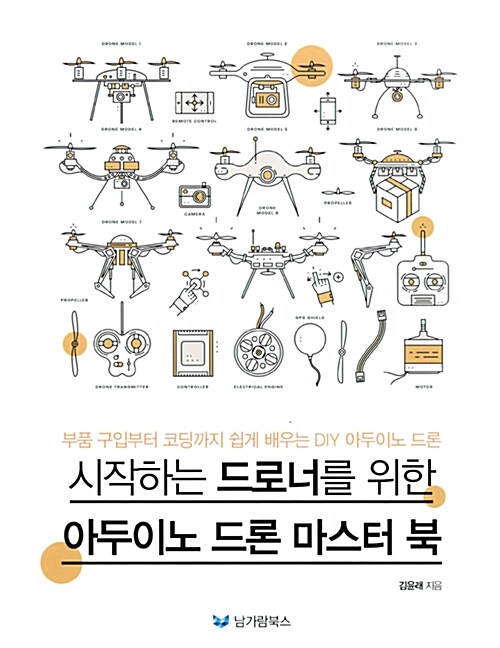 DRONE MODEL 1
DRONE MODEL 2
DRONE MODEL 3
REMOTE CONTROL
DRONE MODEL 4
DRONE MODEL 5
DRONE MODEL 6
CAMERA
DRONE
MODEL 8
PROPELLER
DRONE MODEL 7
PROPELLER
GPS SHIELD
DRONE TRANSMITTER
CONTROLLER
ELECTRICAL ENGINE
MOTOR
부품 구입부터 코딩까지 쉽게 배우는 DIY 아두이노 드론
시작하는 드로너를 위한
아두이노 드론 마스터 북
김윤래 지음
남가람북스